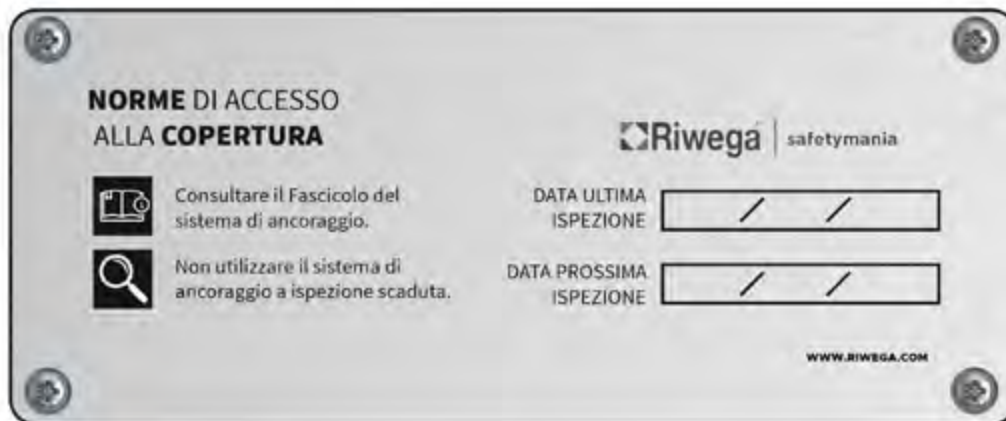 NORME DI ACCESSO
ALLA COPERTURA
Consultare il Fascicolo del
sistema di ancoraggio.
Non utilizzare il sistema di
ancoraggio a ispezione scaduta.
Riwega | safetymania
DATA ULTIMA
ISPEZIONE
/ /
DATA PROSSIMA
ISPEZIONE
/ /
WWW.RIWEGA.COM